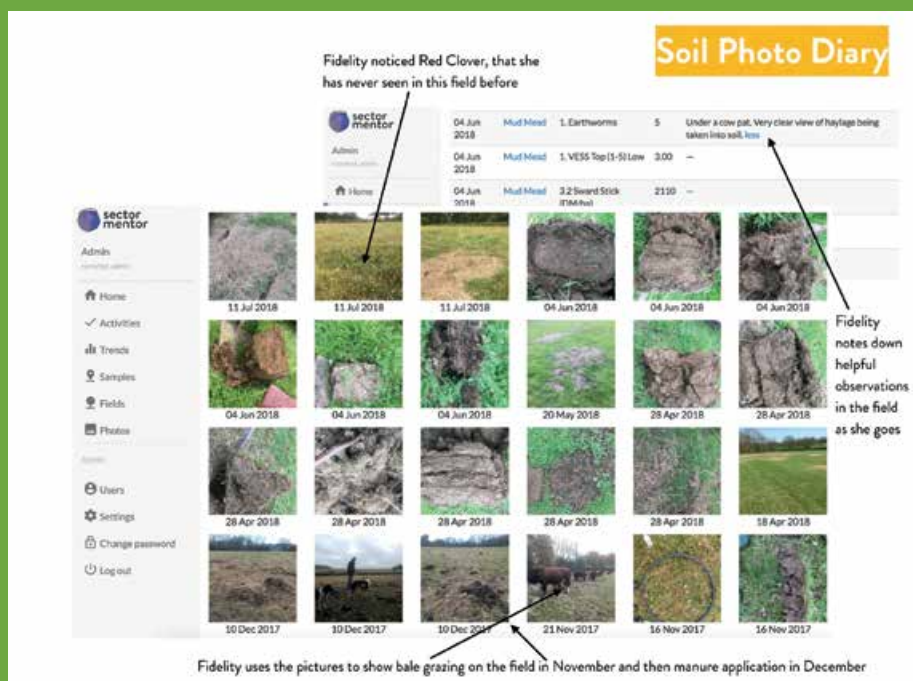 Soil Photo Diary
Fidelity noticed Red Clover, that she
has never seen in this field before
sector
mentor
Admin
Home
04 Jun
2018
Mud Mead
1. Earthworms
5
Under a cow pat. Very clear view of haylage being
taken into soil. less
04 Jun
2018
Mud Mead
1. VESS Top (1-5) Low
3.00
—
04 Jun
2018
Mud Mead
3.2 Sward Stick
(DM/ha)
2110
—
sector
mentor
Admin
Home
Activities
Trends
Samples
Fields
Photos
Users
Settings
Change password
Log out
11 Jul 2018
11 Jul 2018
11 Jul 2018
04 Jun 2018
04 Jun 2018
04 Jun 2018
04 Jun 2018
04 Jun 2018
04 Jun 2018
20 May 2018
28 Apr 2018
28 Apr 2018
28 Apr 2018
28 Apr 2018
28 Apr 2018
28 Apr 2018
28 Apr 2018
18 Apr 2018
10 Dec 2017
10 Dec 2017
10 Dec 2017
21 Nov 2017
16 Nov 2017
16 Nov 2017
Fidelity
notes down
helpful
observations
in the field
as she goes
Fidelity uses the pictures to show bale grazing on the field in November and then manure application in December